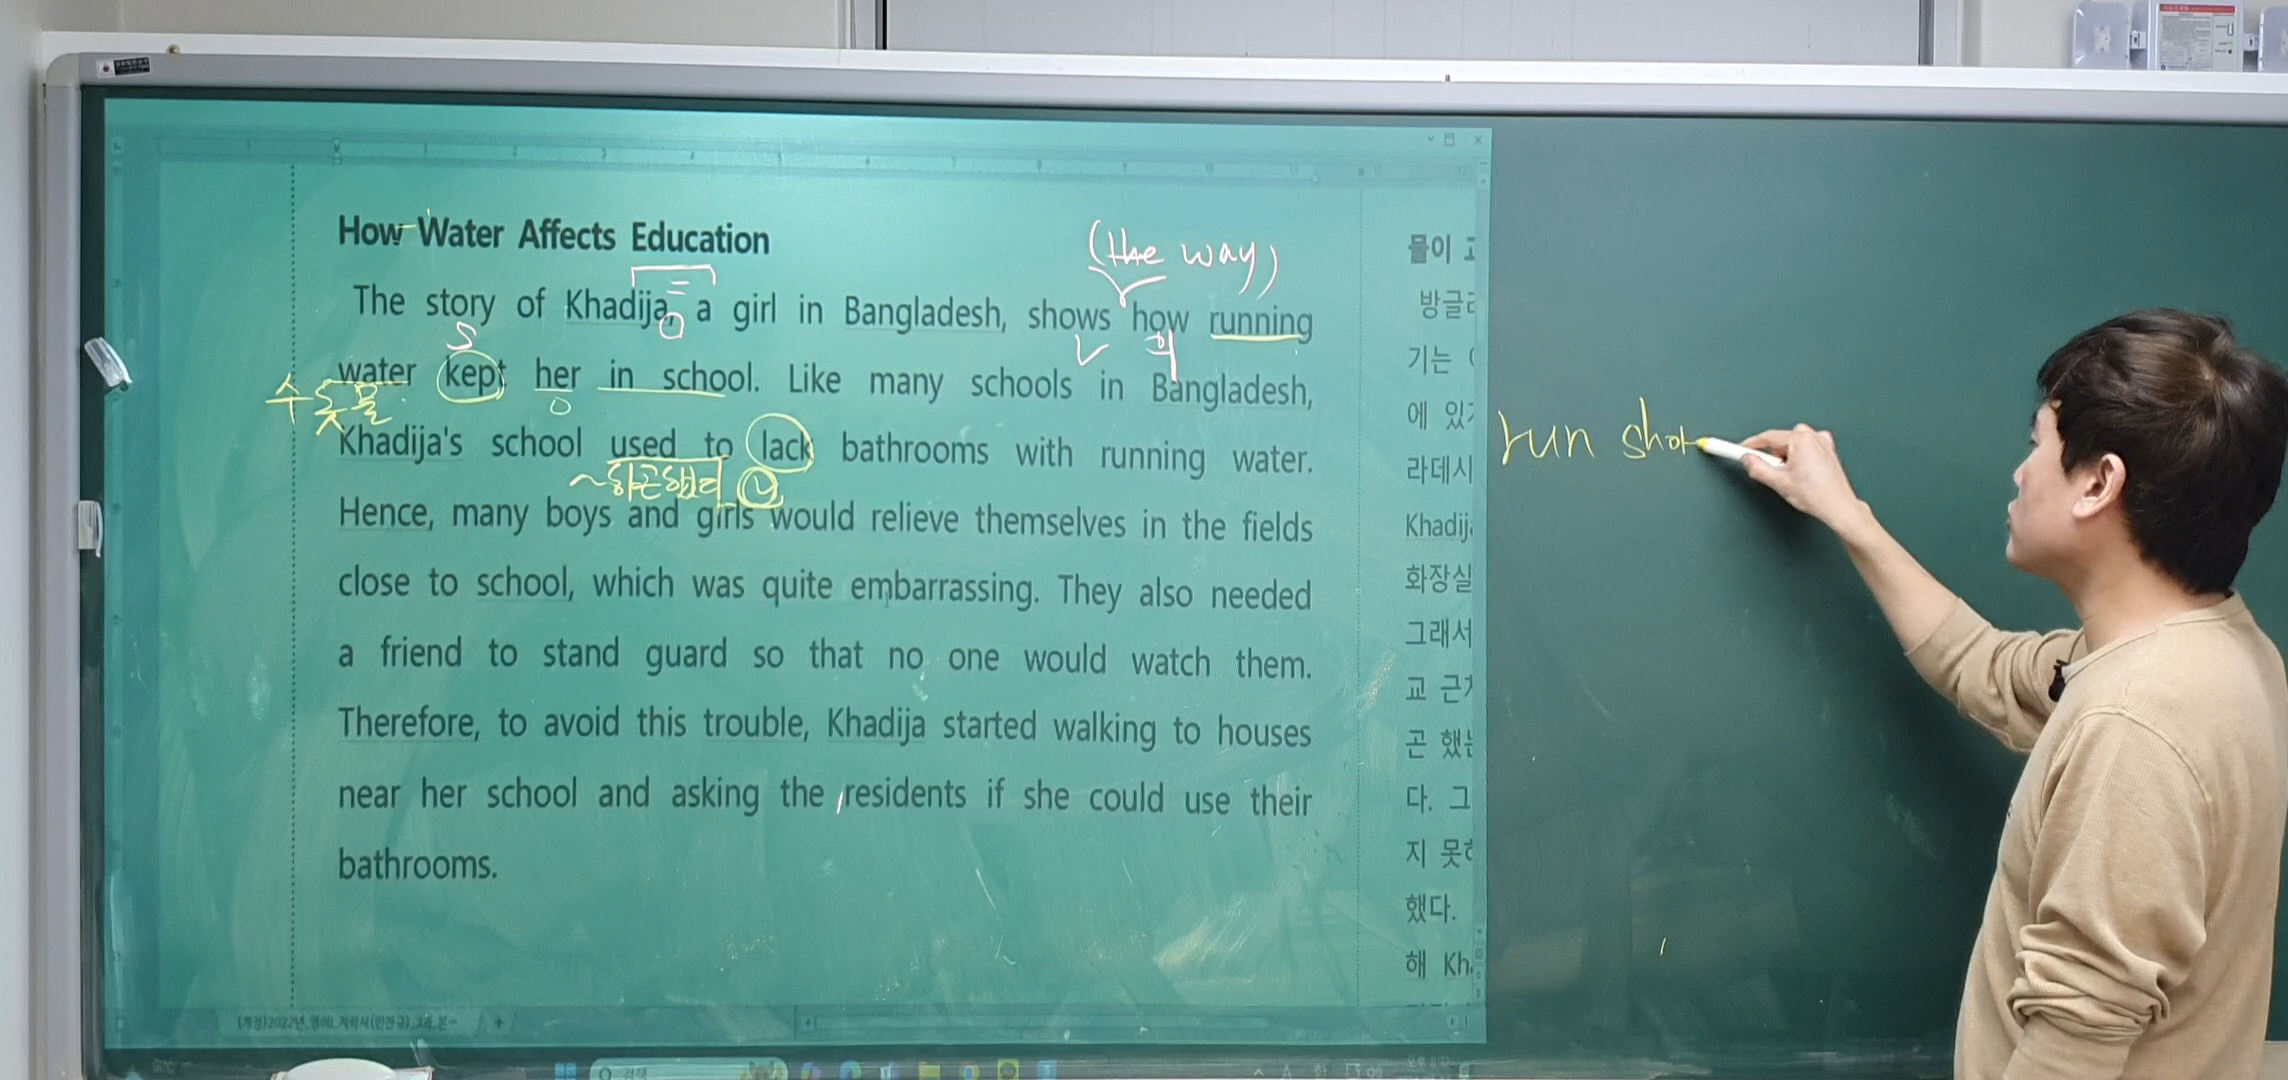 How Water Affects Education
(the way)
The story of Khadija, a girl in Bangladesh, shows how running
S
O
V
water kept her in school. Like many schools in Bangladesh,
수돗물
O
Khadija's school used to lack bathrooms with running water.
~하곤했다
Hence, many boys and girls would relieve themselves in the fields
close to school, which was quite embarrassing. They also needed
a friend to stand guard so that no one would watch them.
Therefore, to avoid this trouble, Khadija started walking to houses
near her school and asking the residents if she could use their
bathrooms.
물이
방글라
기는
에 있
라데시
Khadij
화장실
그래서
교 근
곤 했
다. 그
지 못
했다.
해 Kh
run shor
검색